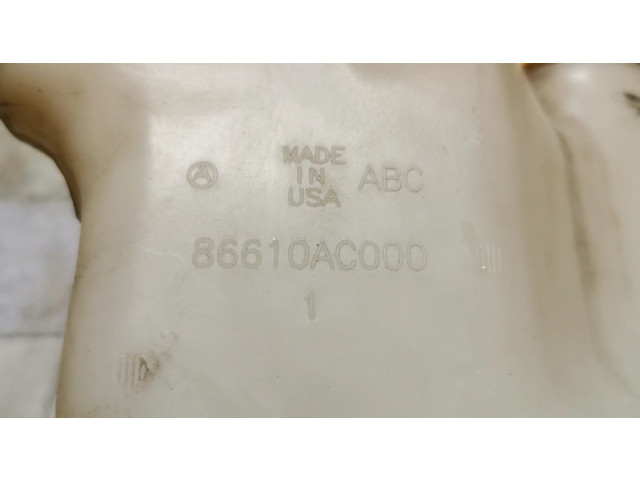 MADE
IN
USA
Ⓐ ABC
86610AC000
1